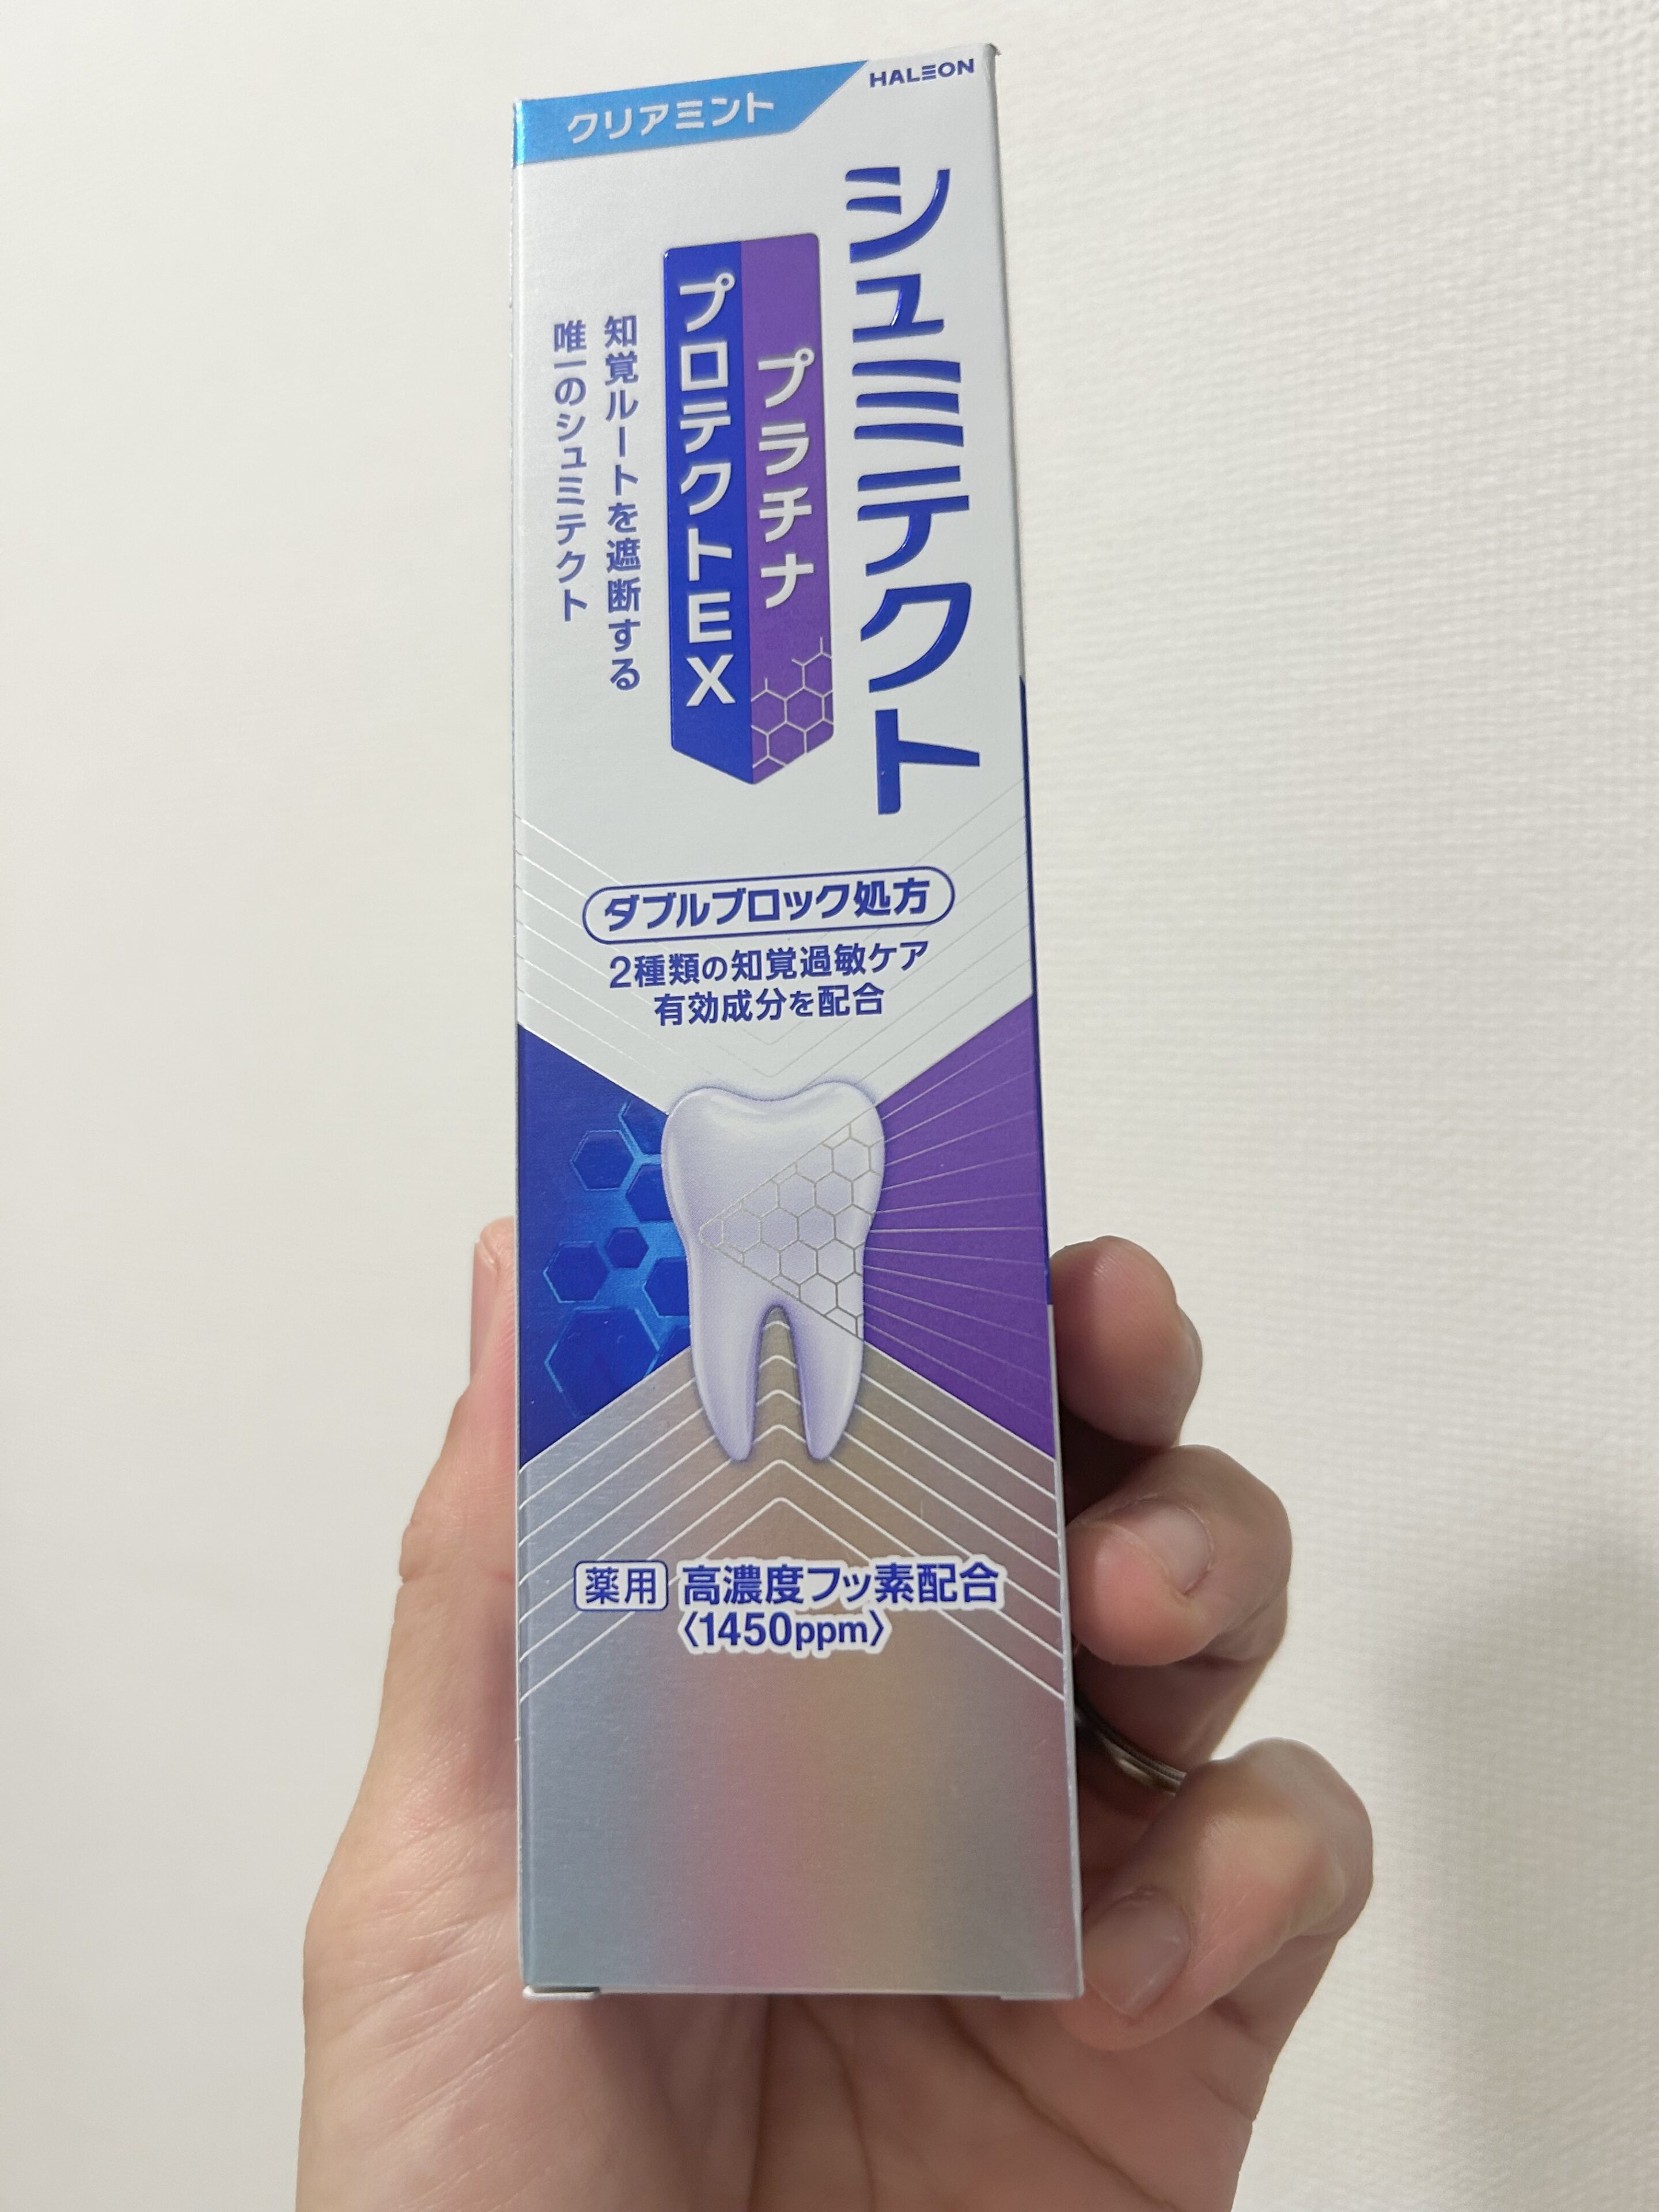 クリアミント
HALEON
シュミテクト
プラチナ
プロテクトEX
知覚ルートを遮断する
唯一のシュミテクト
ダブルブロック処方
2種類の知覚過敏ケア
有効成分を配合
薬用 高濃度フッ素配合
〈1450ppm〉